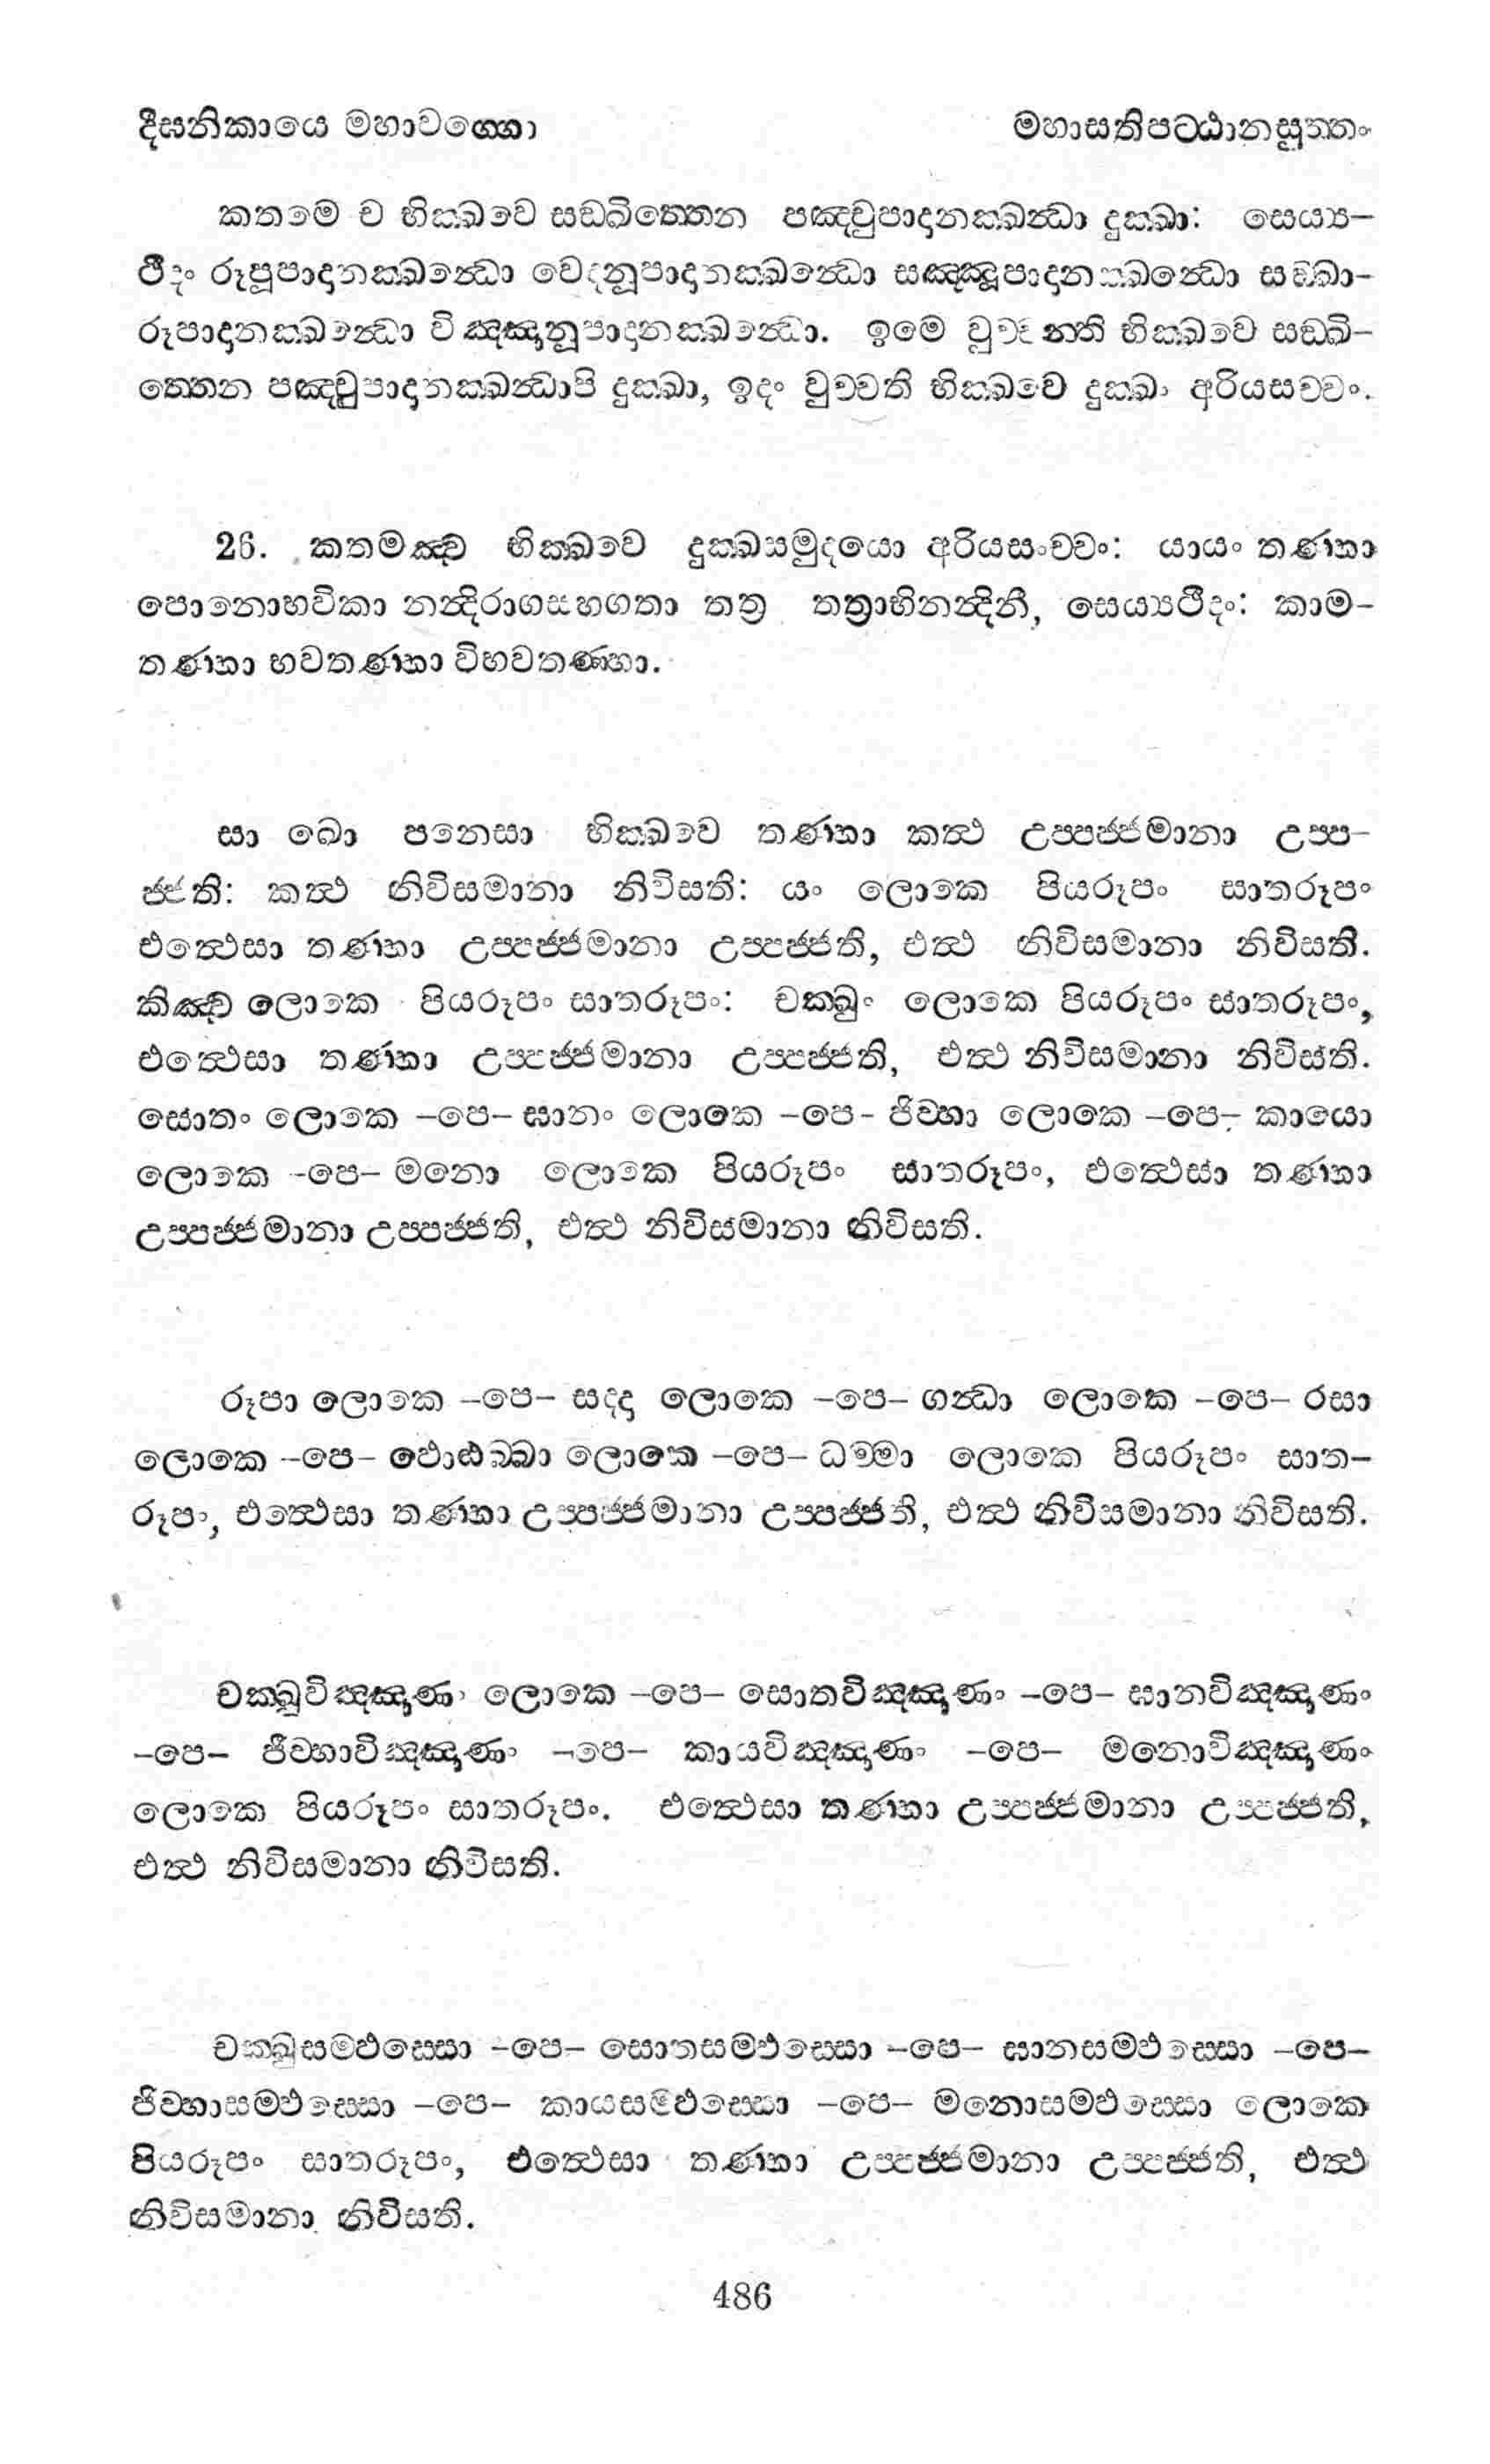 දීඝනිකායෙ මහාවග්ගො	මහාසතිපට්ඨානසුත්තං
කතමෙ ච භික්ඛවෙ සඞ්ඛිත්තෙන පඤ්චුපාදානක්ඛන්ධා දුක්ඛා: සෙය්‍ය–
ථීදං රූපූපාදානක්ඛන්ධො වෙදනූපාදානක්ඛන්ධො සඤ්ඤූපාදානක්ඛන්ධො සඞ්ඛා–
රූපාදානක්ඛන්ධො විඤ්ඤාණූපාදානක්ඛන්ධො. ඉමෙ වුච්චන්ති භික්ඛවෙ සඞ්ඛි–
ත්තෙන පඤ්චුපාදානක්ඛන්ධාපි දුක්ඛා, ඉදං වුච්චති භික්ඛවෙ දුක්ඛං අරියසච්චං.
26. කතමඤ්ච භික්ඛවෙ දුක්ඛසමුදයො අරියසංච්චං: යායං තණ්හා
පොනොභවිකා නන්දිරාගසහගතා තත්‍ර තත්‍රාභිනන්දිනී, සෙය්‍යථීදං: කාම–
තණ්හා භවතණ්හා විභවතණ්හා.
සා ඛො පනෙසා භික්ඛවෙ තණ්හා කත්ථ උප්පජ්ජමානා උප්ප–
ජ්ජති: කත්ථ නිවිසමානා නිවිසති: යං ලොකෙ පියරූපං සාතරූපං
එත්ථෙසා තණ්හා උප්පජ්ජමානා උප්පජ්ජති, එත්ථ නිවිසමානා නිවිසති.
කිඤ්ච ලොකෙ පියරූපං සාතරූපං: චක්ඛුං ලොකෙ පියරූපං සාතරූපං,
එත්ථෙසා තණ්හා උප්පජ්ජමානා උප්පජ්ජති, එත්ථ නිවිසමානා නිවිසති.
සොතං ලොකෙ –පෙ– ඝානං ලොකෙ –පෙ– ජිව්හා ලොකෙ –පෙ– කායො
ලොකෙ –පෙ– මනො ලොකෙ පියරූපං සාතරූපං, එත්ථෙසා තණ්හා
උප්පජ්ජමානා උප්පජ්ජති, එත්ථ නිවිසමානා නිවිසති.
රූපා ලොකෙ –පෙ– සද්දා ලොකෙ –පෙ– ගන්ධා ලොකෙ –පෙ– රසා
ලොකෙ –පෙ– ඵොට්ඨබ්බා ලොකෙ –පෙ– ධම්මා ලොකෙ පියරූපං සාත–
රූපං, එත්ථෙසා තණ්හා උප්පජ්ජමානා උප්පජ්ජති, එත්ථ නිවිසමානා නිවිසති.
චක්ඛුවිඤ්ඤාණං ලොකෙ –පෙ– සොතවිඤ්ඤාණං –පෙ– ඝානවිඤ්ඤාණං
–පෙ– ජීව්හාවිඤ්ඤාණං –පෙ– කායවිඤ්ඤාණං –පෙ– මනොවිඤ්ඤාණං
ලොකෙ පියරූපං සාතරූපං. එත්ථෙසා තණ්හා උප්පජ්ජමානා උප්පජ්ජති,
එත්ථ නිවිසමානා නිවිසති.
චක්ඛුසම්ඵස්සො –පෙ– සොතසම්ඵස්සො –පෙ– ඝානසම්ඵස්සො –පෙ–
ජිව්හාසම්ඵස්සො –පෙ– කායසම්ඵස්සො –පෙ– මනොසම්ඵස්සො ලොකෙ
පියරූපං සාතරූපං, එත්ථෙසා තණ්හා උප්පජ්ජමානා උප්පජ්ජති, එත්ථ
නිවිසමානා නිවිසති.
486